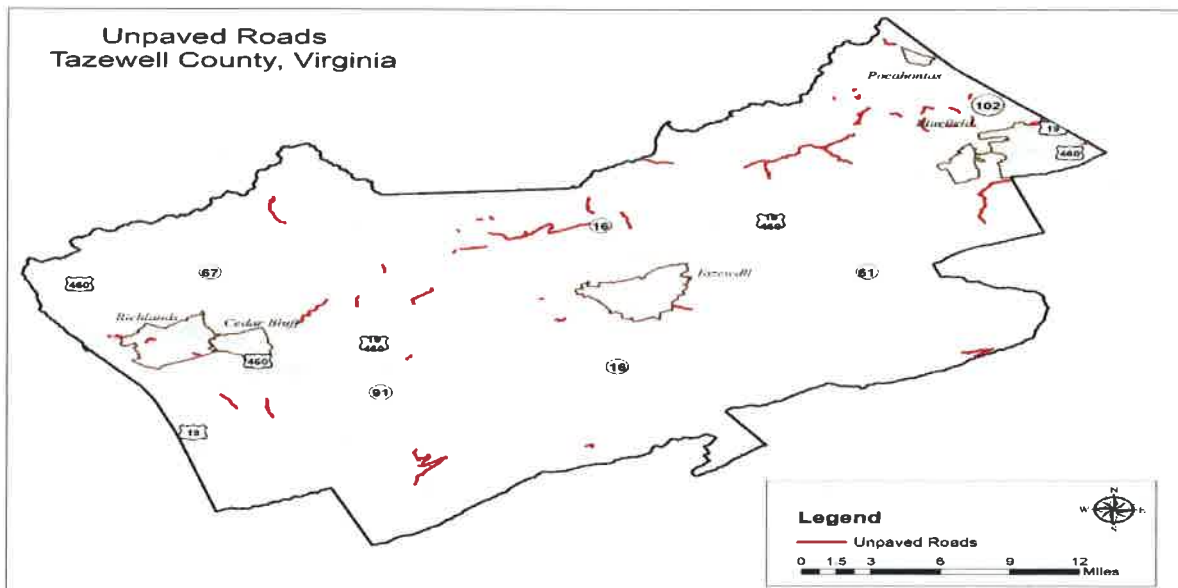 Unpaved Roads
Tazewell County, Virginia
Pocahontas
102
Bluefield
19
460
16
19
460
67
460
Tazewell
61
Richlands
Cedar Bluff
19
460
460
16
91
19
Legend
Unpaved Roads
0 1.5 3 6 9 12
Miles
N
W E
S